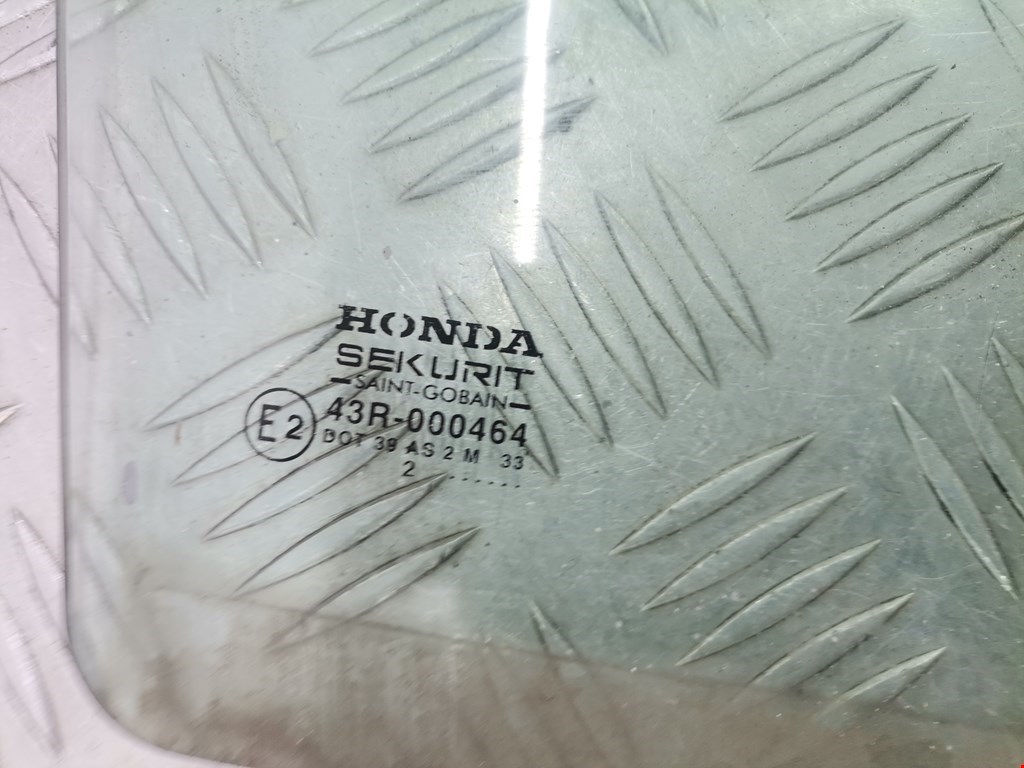 HONDA
SEKURIT
SAINT-GOBAIN
E2
43R-000464
DOT 39 AS 2 M 33
2 .......